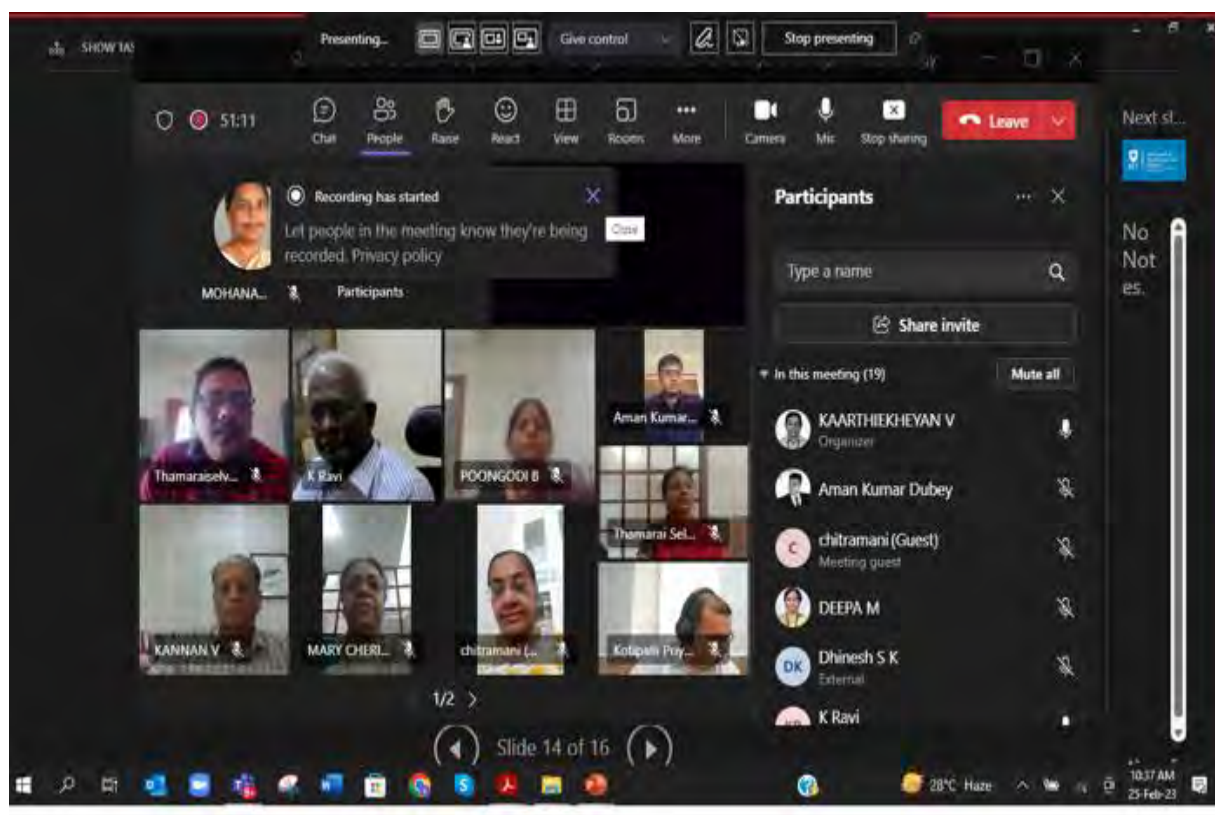 SHOW TAS
Presenting...
Give control
Stop presenting
51:11
Chat
People
Raise
React
View
Rooms
More
Camera
Mic
Stop sharing
Leave
Next sl...
Recording has started
Let people in the meeting know they're being
recorded. Privacy policy
Close
MOHANA...
Participants
Participants
Type a name
Share invite
In this meeting (19)
Mute all
No
Not
es.
Thamaraiselv...
K Ravi
POONGODI B
Aman Kumar...
Thamarai Sel...
KANNAN V
MARY CHERI...
chitramani (...
Kotapati Poy...
KAARTHIEKHEYAN V
Organizer
Aman Kumar Dubey
C
chitramani (Guest)
Meeting guest
DEEPA M
DK
Dhinesh S K
External
K Ravi
1/2
Slide 14 of 16
28°C Haze
10:37 AM
25-Feb-23